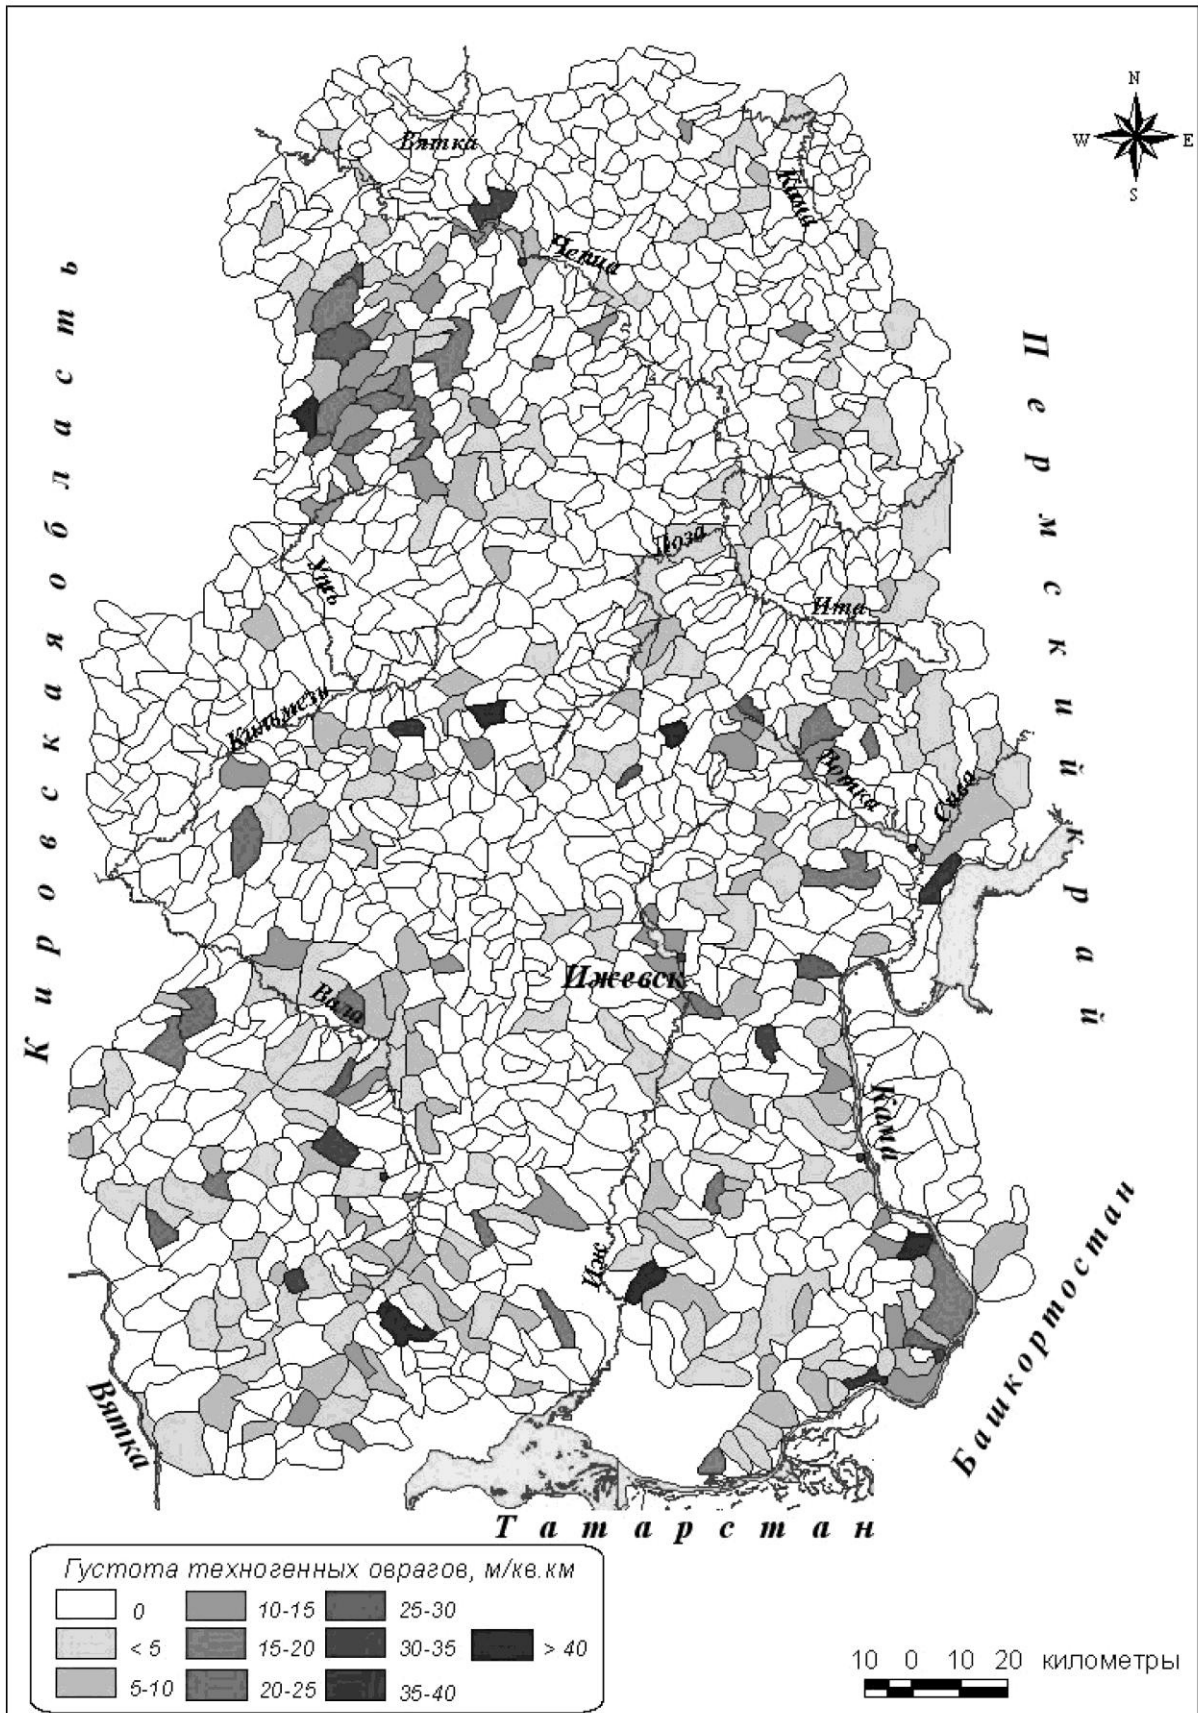 N
W E
S
Вятка
Кама
Чепца
Кировская область
Пермский край
Лоза
Уть
Ита
Кильмезь
Вотка
Сива
Ижевск
Вала
Кама
Иж
Башкортостан
Вятка
Татарстан
Густота техногенных оврагов, м/кв.км
0 10-15 25-30
< 5 15-20 30-35 > 40
5-10 20-25 35-40
10 0 10 20 километры